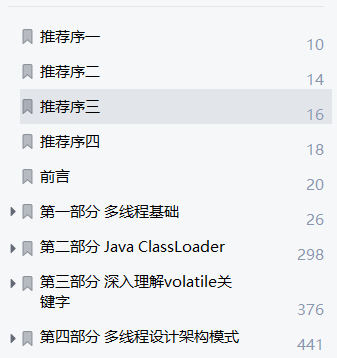 推荐序一 10
推荐序二 14
推荐序三 16
推荐序四 18
前言 20
第一部分 多线程基础 26
第二部分 Java ClassLoader 298
第三部分 深入理解volatile关
键字 376
第四部分 多线程设计架构模式 441